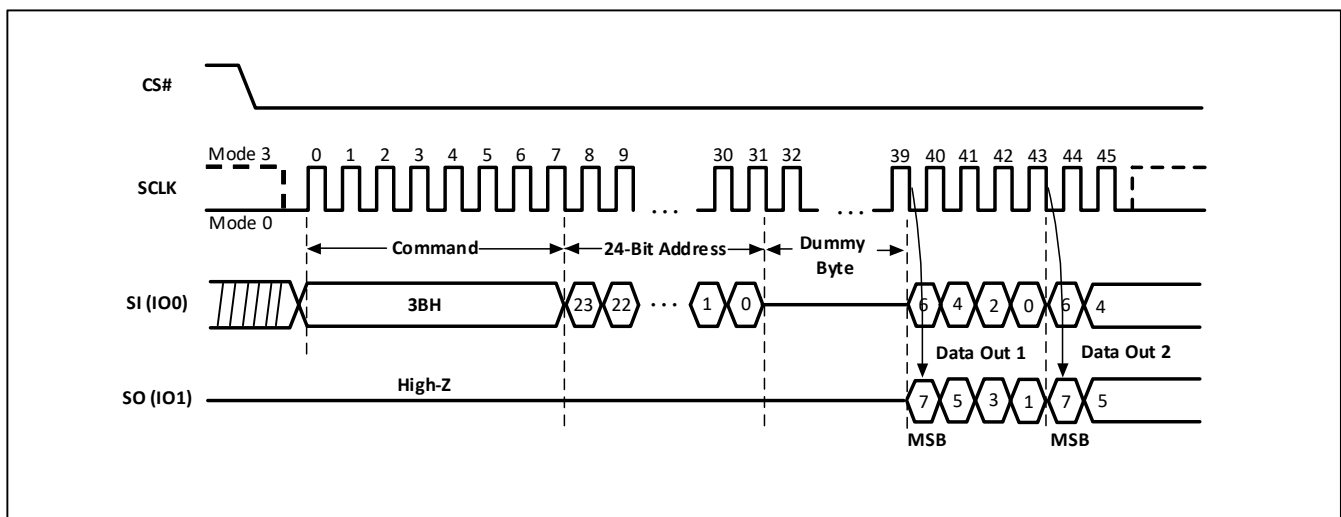 CS#
Mode 3 0 1 2 3 4 5 6 7 8 9 30 31 32 39 40 41 42 43 44 45
SCLK
Mode 0 ... ...
Command 24-Bit Address Dummy
Byte
SI (IO0) 3BH 23 22 ... 1 0 6 4 2 0 6 4
Data Out 1 Data Out 2
High-Z
SO (IO1) 7 5 3 1 7 5
MSB MSB